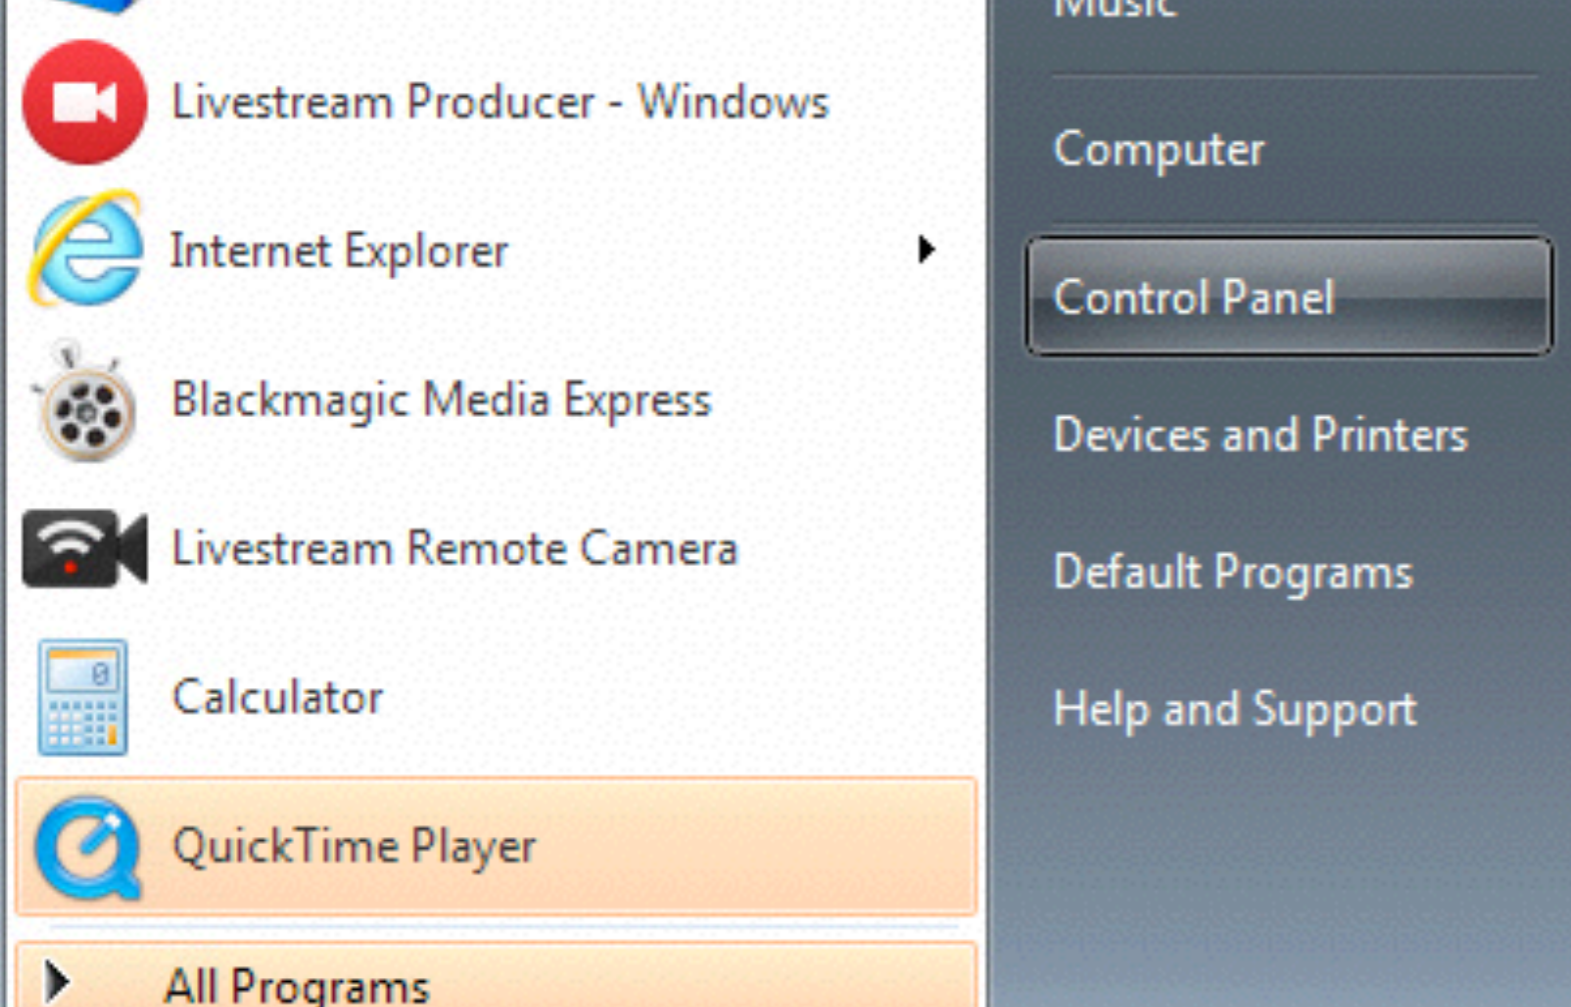 Livestream Producer - Windows
Internet Explorer
Blackmagic Media Express
Livestream Remote Camera
Calculator
QuickTime Player
All Programs
Music
Computer
Control Panel
Devices and Printers
Default Programs
Help and Support